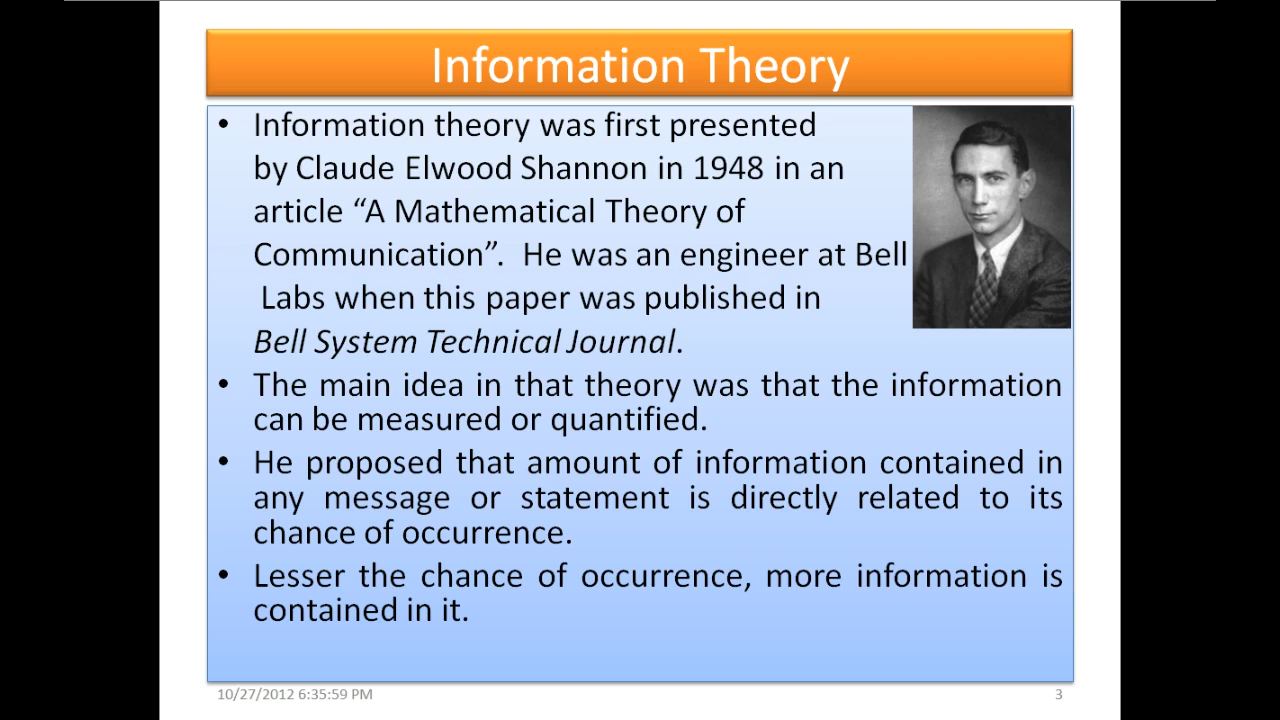 Information Theory
• Information theory was first presented
by Claude Elwood Shannon in 1948 in an
article “A Mathematical Theory of
Communication”.  He was an engineer at Bell
Labs when this paper was published in
Bell System Technical Journal.
• The main idea in that theory was that the information
can be measured or quantified.
• He proposed that amount of information contained in
any message or statement is directly related to its
chance of occurrence.
• Lesser the chance of occurrence, more information is
contained in it.
10/27/2012 6:35:59 PM
3